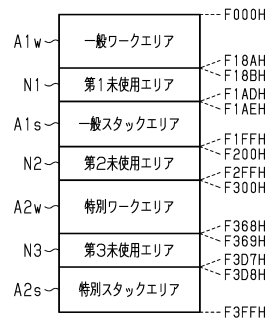 F000H
A1w 一般ワークエリア
F18AH
F18BH
N1 第1未使用エリア
F1ADH
F1AEH
A1s 一般スタックエリア
F1FFH
F200H
N2 第2未使用エリア
F2FFH
F300H
A2w 特別ワークエリア
F368H
F369H
N3 第3未使用エリア
F3D7H
F3D8H
A2s 特別スタックエリア
F3FFH